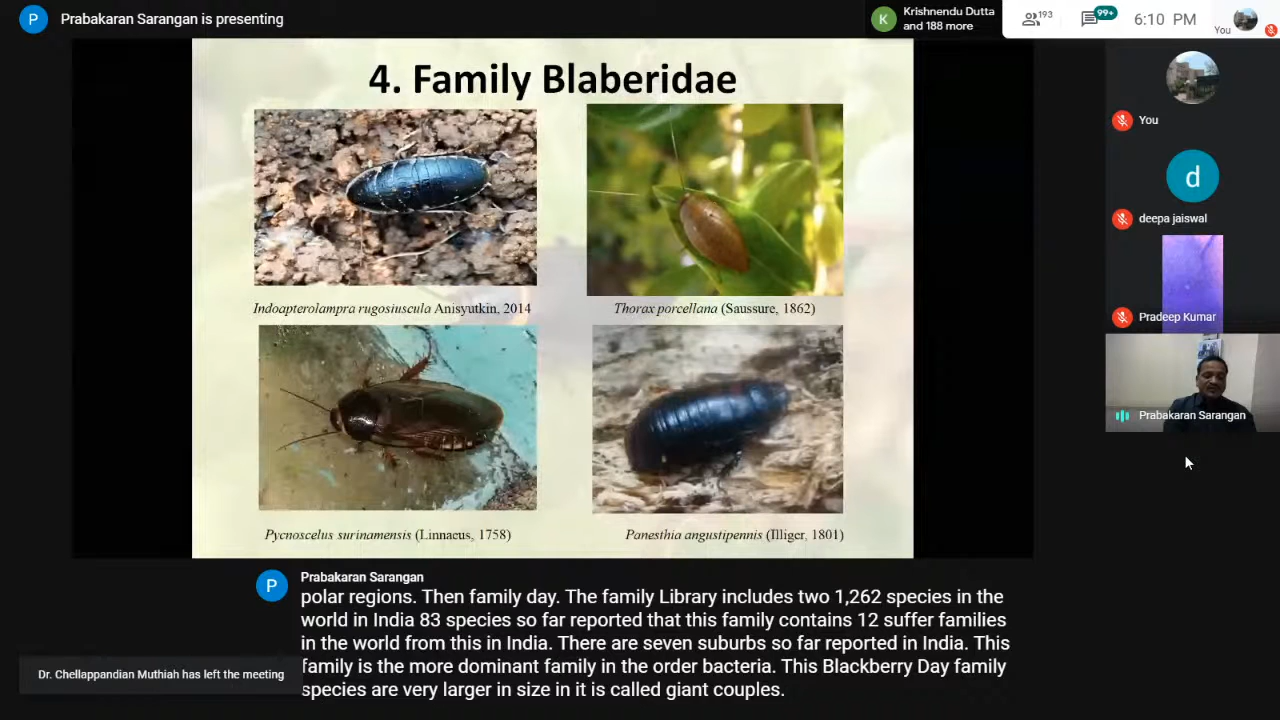 P Prabakaran Sarangan is presenting
K Krishnendu Dutta
and 188 more
193
99+
6:10 PM
You
4. Family Blaberidae
Indoapterolampra rugosiuscula Anisyutkin, 2014
Thorax porcellana (Saussure, 1862)
Pycnoscelus surinamensis (Linnaeus, 1758)
Panesthia angustipennis (Illiger, 1801)
You
d
deepa jaiswal
Pradeep Kumar
Prabakaran Sarangan
P Prabakaran Sarangan
polar regions. Then family day. The family Library includes two 1,262 species in the
world in India 83 species so far reported that this family contains 12 suffer families
in the world from this in India. There are seven suburbs so far reported in India. This
family is the more dominant family in the order bacteria. This Blackberry Day family
species are very larger in size in it is called giant couples.
Dr. Chellappandian Muthiah has left the meeting